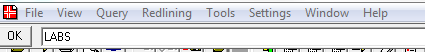 File View Query Redlining Tools Settings Window Help
OK LABS